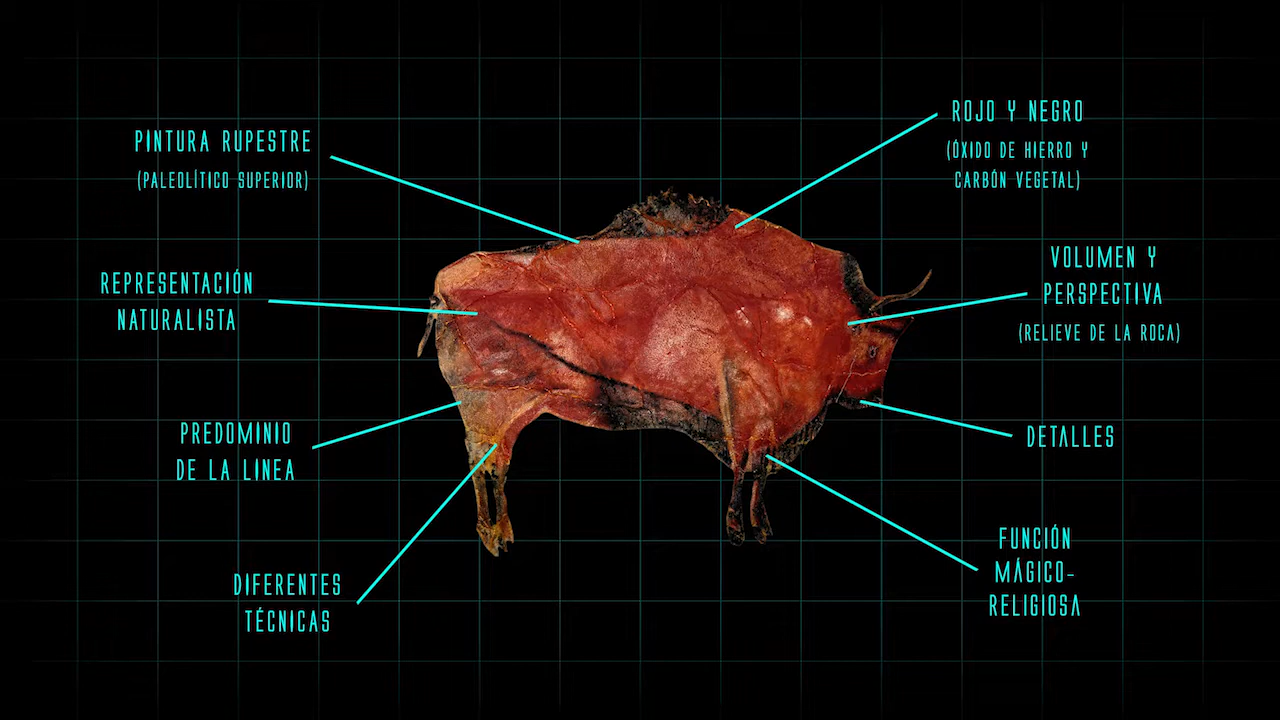 PINTURA RUPESTRE
(PALEOLÍTICO SUPERIOR)
REPRESENTACIÓN
NATURALISTA
PREDOMINIO
DE LA LINEA
DIFERENTES
TÉCNICAS
ROJO Y NEGRO
(ÓXIDO DE HIERRO Y
CARBÓN VEGETAL)
VOLUMEN Y
PERSPECTIVA
(RELIEVE DE LA ROCA)
DETALLES
FUNCIÓN
MÁGICO-
RELIGIOSA